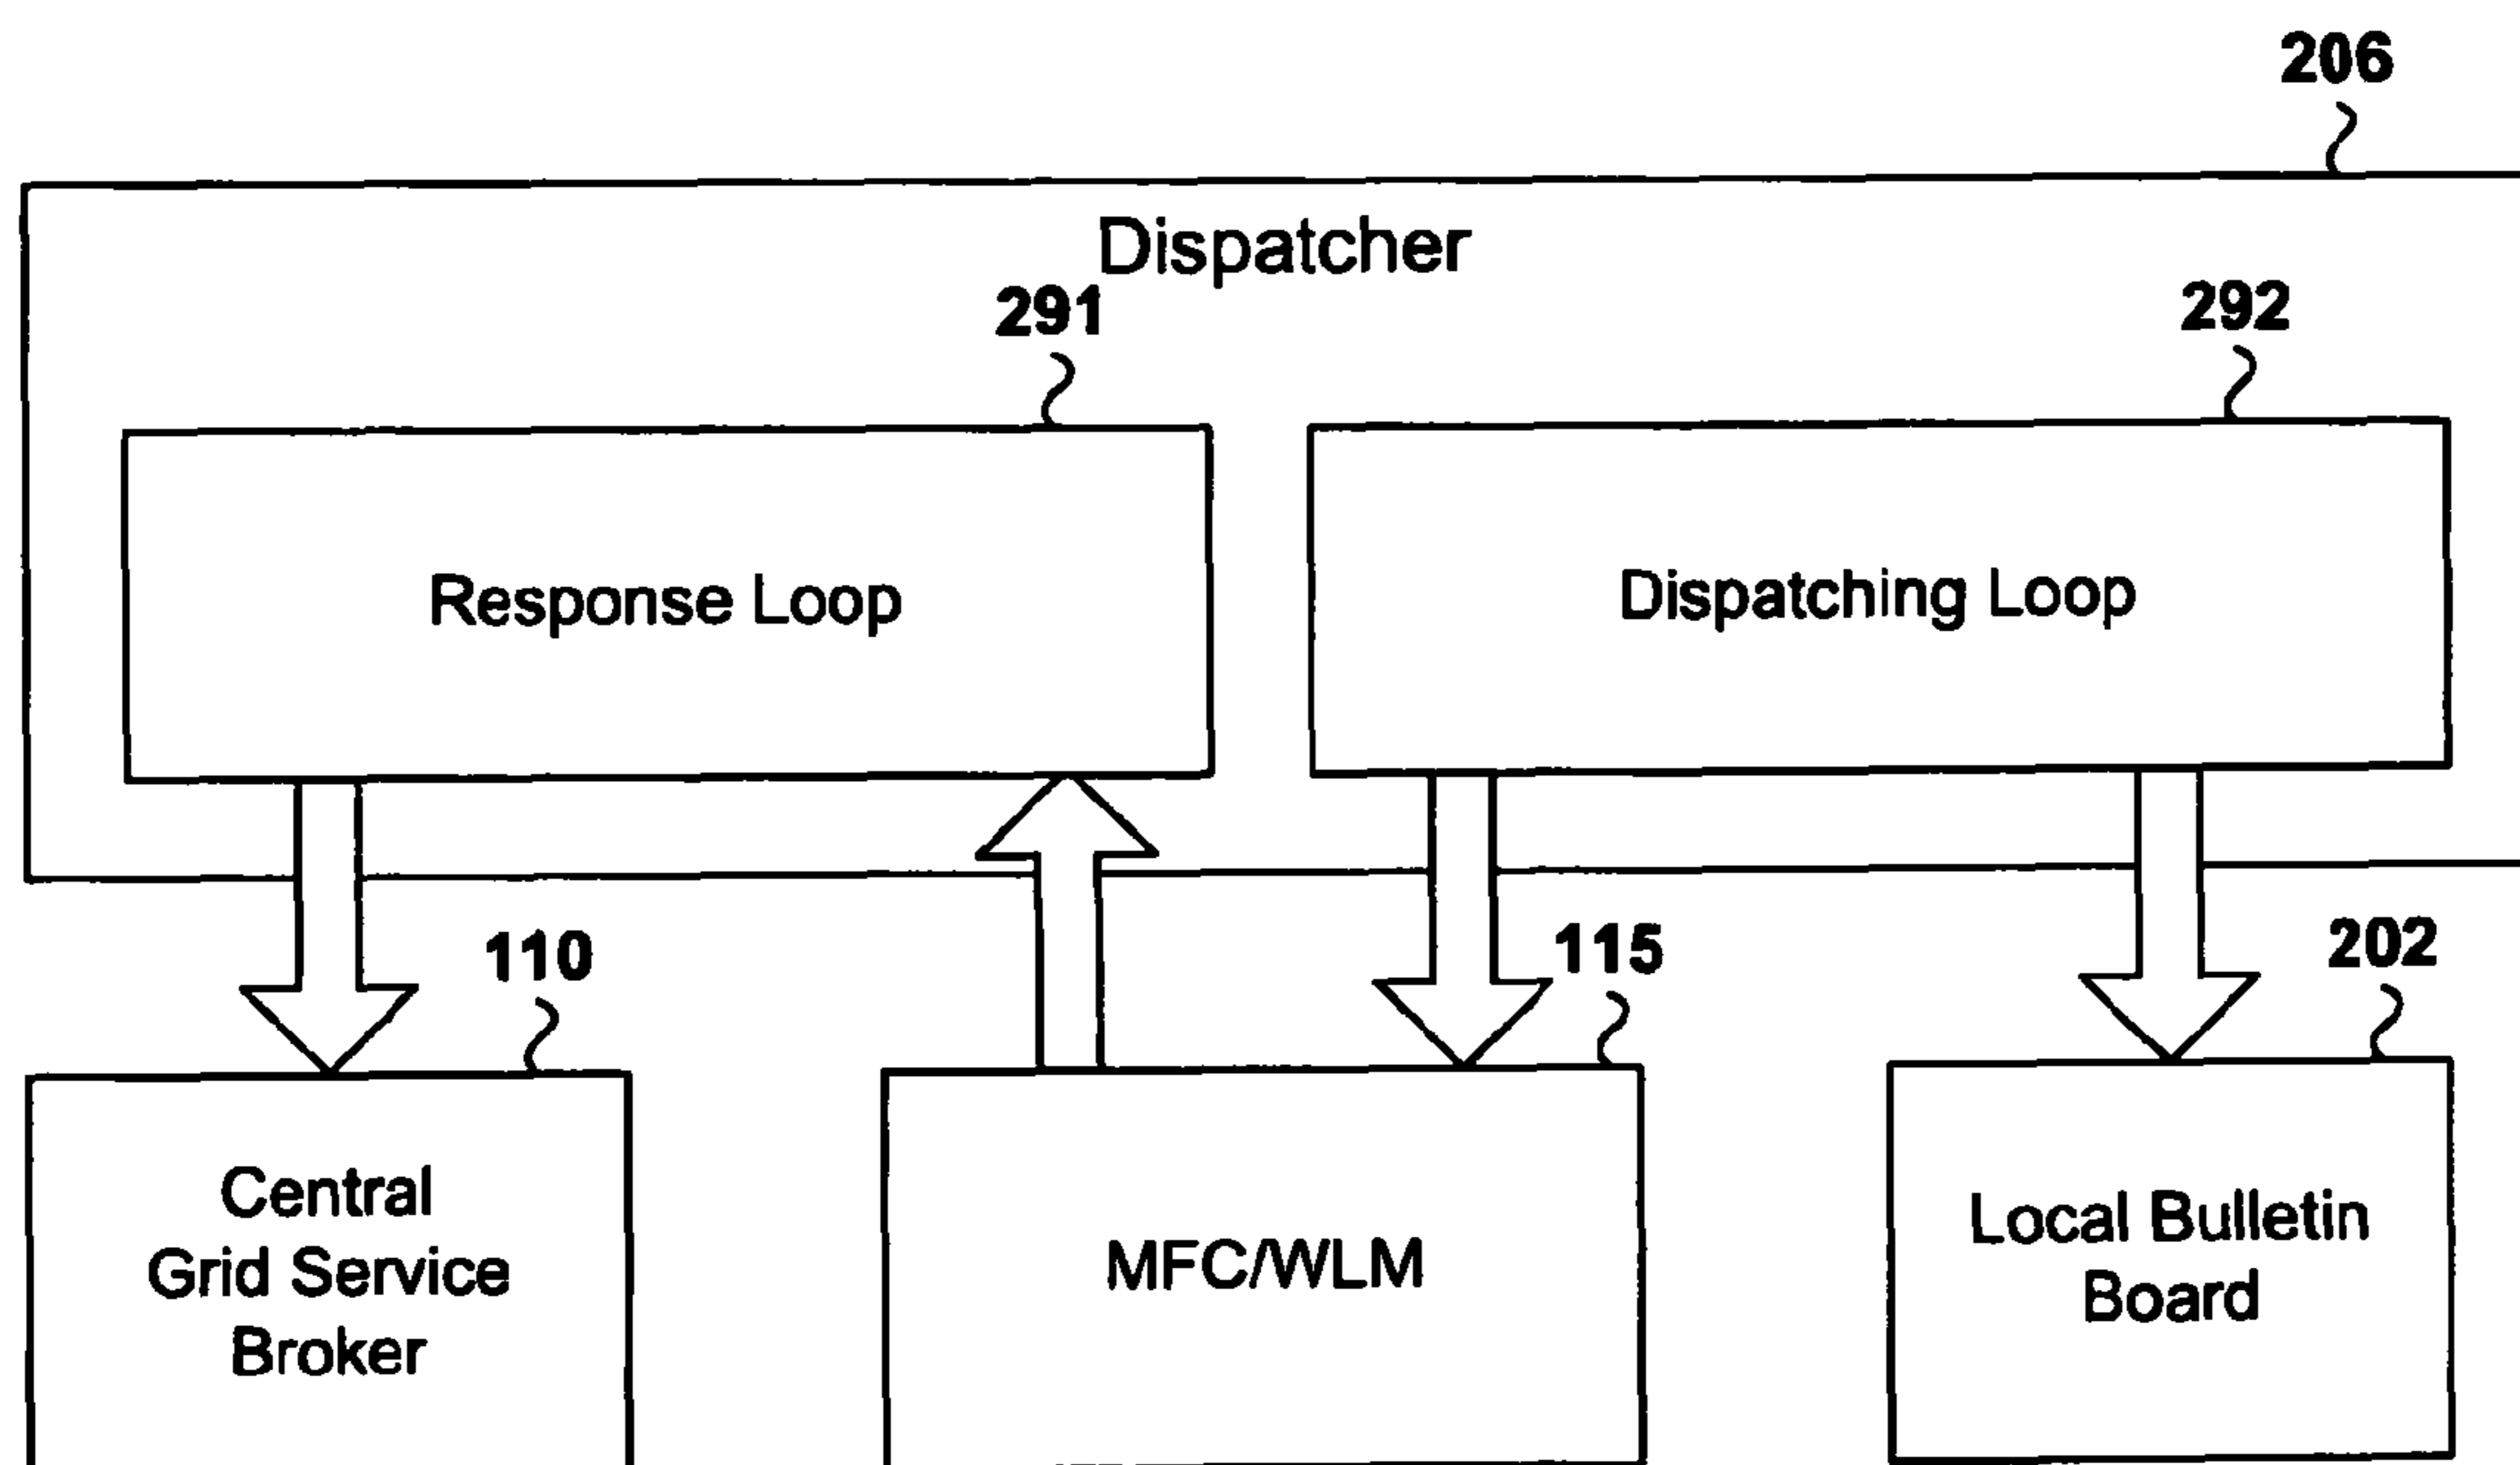 206
Dispatcher
291
292
Response Loop
Dispatching Loop
110
115
202
Central
Grid Service
Broker
MFC/WLM
Local Bulletin
Board